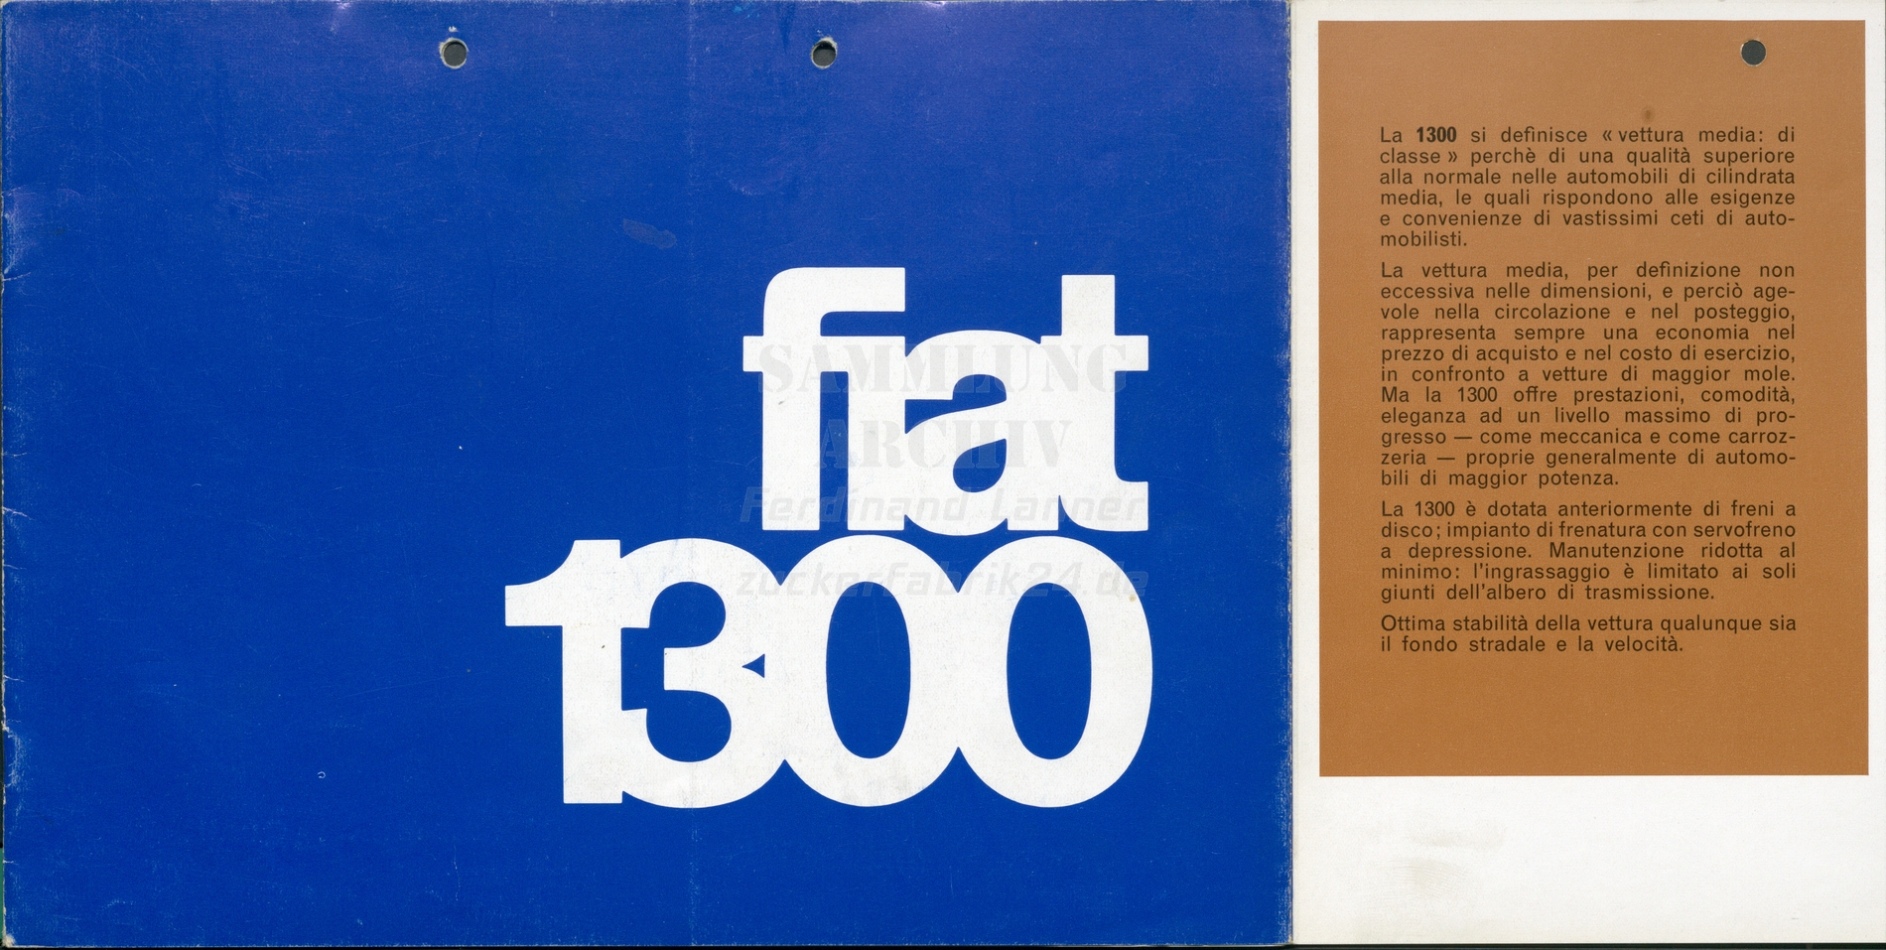 fiat
1300
SAMMLUNG
ARCHIV
Ferdinand Lanner
zuckerfabrik24.de
La 1300 si definisce « vettura media: di
classe » perchè di una qualità superiore
alla normale nelle automobili di cilindrata
media, le quali rispondono alle esigenze
e convenienze di vastissimi ceti di auto-
mobilisti.
La vettura media, per definizione non
eccessiva nelle dimensioni, e perciò age-
vole nella circolazione e nel posteggio,
rappresenta sempre una economia nel
prezzo di acquisto e nel costo di esercizio,
in confronto a vetture di maggior mole.
Ma la 1300 offre prestazioni, comodità,
eleganza ad un livello massimo di pro-
gresso — come meccanica e come carroz-
zeria — proprie generalmente di automo-
bili di maggior potenza.
La 1300 è dotata anteriormente di freni a
disco; impianto di frenatura con servofreno
a depressione. Manutenzione ridotta al
minimo: l'ingrassaggio è limitato ai soli
giunti dell'albero di trasmissione.
Ottima stabilità della vettura qualunque sia
il fondo stradale e la velocità.